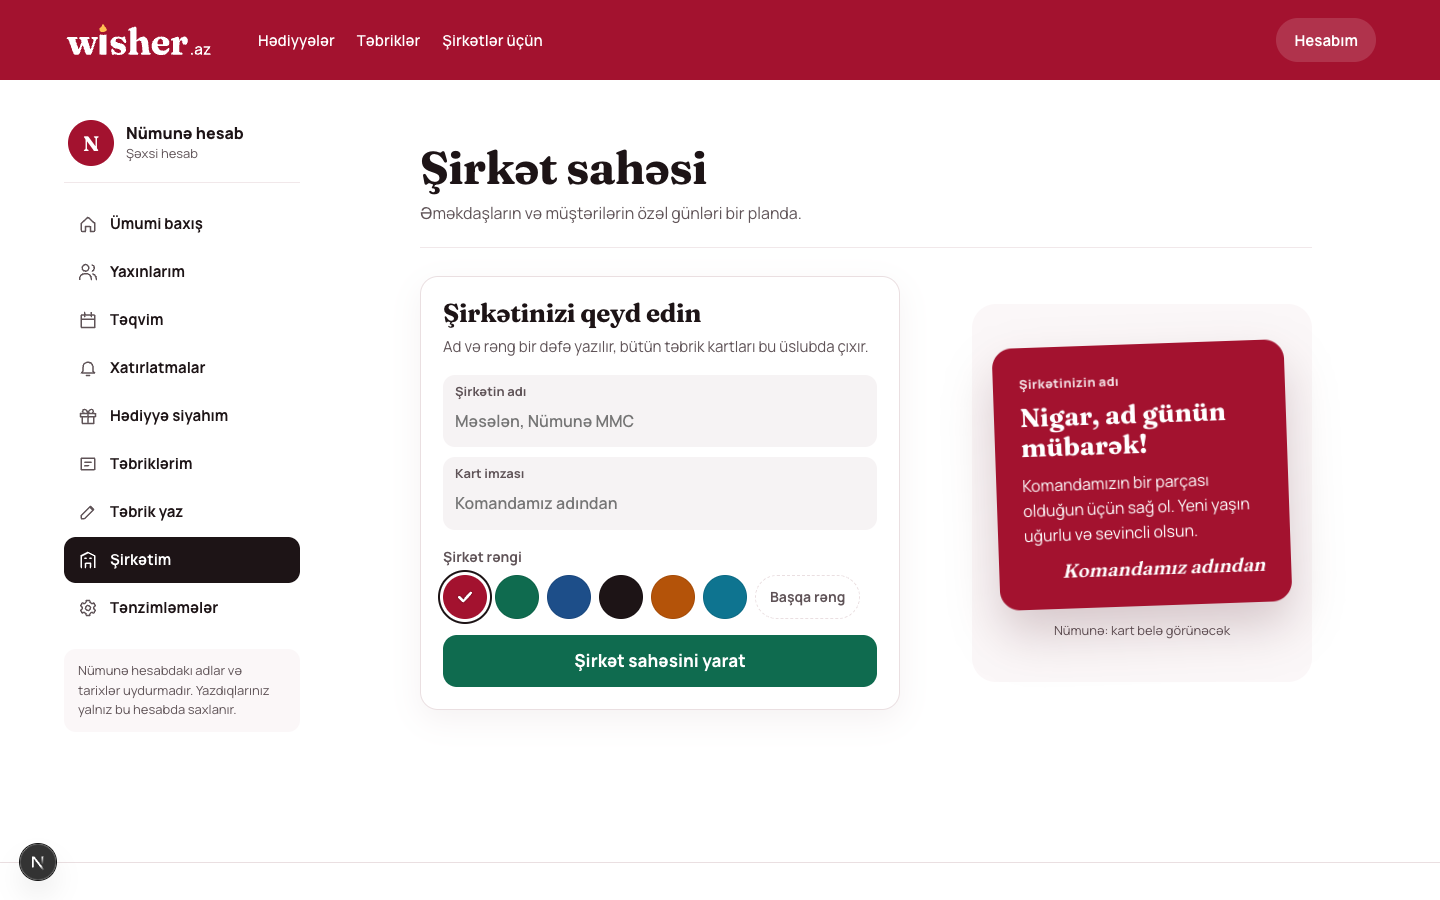 wisher.az
Hədiyyələr
Təbriklər
Şirkətlər üçün
Hesabım
N
Nümunə hesab
Şəxsi hesab
Ümumi baxış
Yaxınlarım
Təqvim
Xatırlatmalar
Hədiyyə siyahım
Təbriklərim
Təbrik yaz
Şirkətim
Tənzimləmələr
Nümunə hesabdakı adlar və
tarixlər uydurmadır. Yazdıqlarınız
yalnız bu hesabda saxlanır.
Şirkət sahəsi
Əməkdaşların və müştərilərin özəl günləri bir planda.
Şirkətinizi qeyd edin
Ad və rəng bir dəfə yazılır, bütün təbrik kartları bu üslubda çıxır.
Şirkətin adı
Məsələn, Nümunə MMC
Kart imzası
Komandamız adından
Şirkət rəngi
Başqa rəng
Şirkət sahəsini yarat
Şirkətinizin adı
Nigar, ad günün
mübarək!
Komandamızın bir parçası
olduğun üçün sağ ol. Yeni yaşın
uğurlu və sevincli olsun.
Komandamız adından
Nümunə: kart belə görünəcək
N